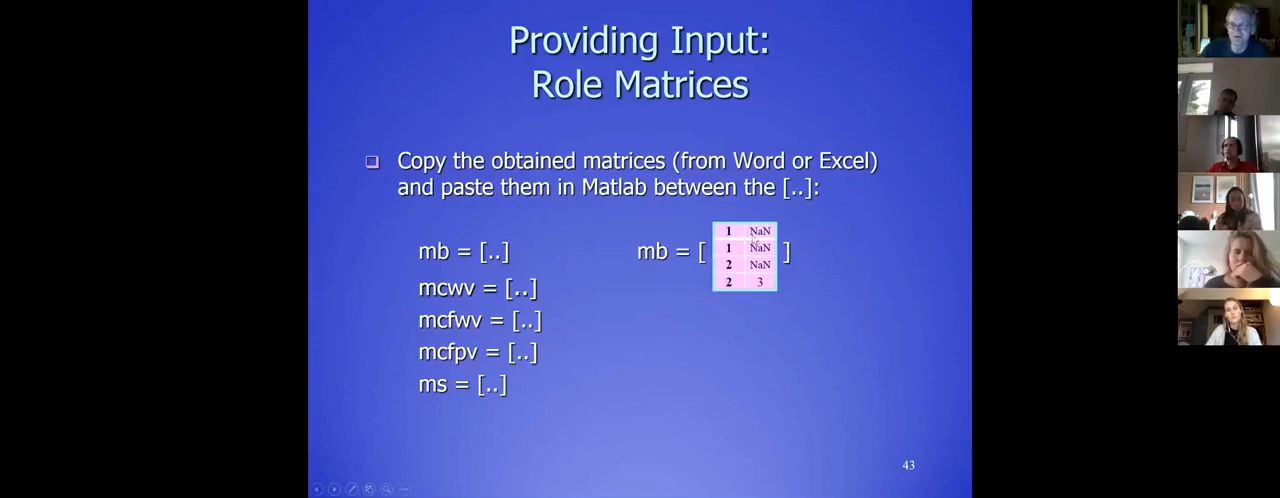 Providing Input:
Role Matrices
Copy the obtained matrices (from Word or Excel)
and paste them in Matlab between the [..]:
mb = [..]
mcwv = [..]
mcfwv = [..]
mcfpv = [..]
ms = [..]
mb = [ ]
1 NaN
1 NaN
2 NaN
2 3
43